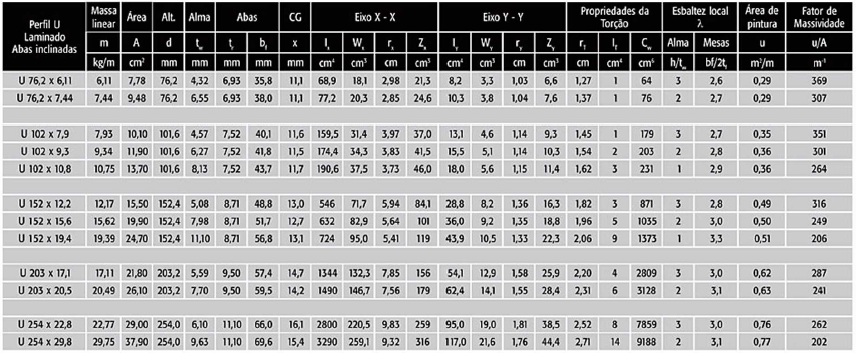 Perfil U Laminado Abas inclinadas | Massa linear | Área | Alt. | Alma | Abas | CG | Eixo X - X | Eixo Y - Y | Propriedades da Torção | Esbaltez local λ | Área de pintura | Fator de Massividade
m | A | d | t_w | t_f | b_f | x | I_x | W_x | r_x | Z_x | I_y | W_y | r_y | Z_y | r_T | I_T | C_w | Alma | Mesas | u | u/A
kg/m | cm² | mm | mm | mm | mm | mm | cm⁴ | cm³ | cm | cm³ | cm⁴ | cm³ | cm | cm³ | cm | cm⁴ | cm⁶ | h/t_w | bf/2t_f | m²/m | m⁻¹
U 76,2 x 6,11 | 6,11 | 7,78 | 76,2 | 4,32 | 6,93 | 35,8 | 11,1 | 68,9 | 18,1 | 2,98 | 21,3 | 8,2 | 3,3 | 1,03 | 6,6 | 1,27 | 1 | 64 | 3 | 2,6 | 0,29 | 369
U 76,2 x 7,44 | 7,44 | 9,48 | 76,2 | 6,55 | 6,93 | 38,0 | 11,1 | 77,2 | 20,3 | 2,85 | 24,6 | 10,3 | 3,8 | 1,04 | 7,6 | 1,37 | 1 | 76 | 2 | 2,7 | 0,29 | 307
U 102 x 7,9 | 7,93 | 10,10 | 101,6 | 4,57 | 7,52 | 40,1 | 11,6 | 159,5 | 31,4 | 3,97 | 37,0 | 13,1 | 4,6 | 1,14 | 9,3 | 1,45 | 1 | 179 | 3 | 2,7 | 0,35 | 351
U 102 x 9,3 | 9,34 | 11,90 | 101,6 | 6,27 | 7,52 | 41,8 | 11,5 | 174,4 | 34,3 | 3,83 | 41,5 | 15,5 | 5,1 | 1,14 | 10,3 | 1,54 | 2 | 203 | 2 | 2,8 | 0,36 | 301
U 102 x 10,8 | 10,75 | 13,70 | 101,6 | 8,13 | 7,52 | 43,7 | 11,7 | 190,6 | 37,5 | 3,73 | 46,0 | 18,0 | 5,6 | 1,15 | 11,4 | 1,62 | 3 | 231 | 1 | 2,9 | 0,36 | 264
U 152 x 12,2 | 12,17 | 15,50 | 152,4 | 5,08 | 8,71 | 48,8 | 13,0 | 546 | 71,7 | 5,94 | 84,1 | 28,8 | 8,2 | 1,36 | 16,3 | 1,82 | 3 | 871 | 3 | 2,8 | 0,49 | 316
U 152 x 15,6 | 15,62 | 19,90 | 152,4 | 7,98 | 8,71 | 51,7 | 12,7 | 632 | 82,9 | 5,64 | 101 | 36,0 | 9,2 | 1,35 | 18,8 | 1,96 | 5 | 1035 | 2 | 3,0 | 0,50 | 249
U 152 x 19,4 | 19,39 | 24,70 | 152,4 | 11,10 | 8,71 | 56,8 | 13,1 | 724 | 95,0 | 5,41 | 119 | 43,9 | 10,5 | 1,33 | 22,3 | 2,06 | 9 | 1373 | 1 | 3,3 | 0,51 | 206
U 203 x 17,1 | 17,11 | 21,80 | 203,2 | 5,59 | 9,50 | 57,4 | 14,7 | 1344 | 132,3 | 7,85 | 156 | 54,1 | 12,9 | 1,58 | 25,9 | 2,20 | 4 | 2809 | 3 | 3,0 | 0,62 | 287
U 203 x 20,5 | 20,49 | 26,10 | 203,2 | 7,70 | 9,50 | 59,5 | 14,2 | 1490 | 146,7 | 7,56 | 179 | 62,4 | 14,1 | 1,55 | 28,4 | 2,31 | 6 | 3128 | 2 | 3,1 | 0,63 | 241
U 254 x 22,8 | 22,77 | 29,00 | 254,0 | 6,10 | 11,10 | 66,0 | 16,1 | 2800 | 220,5 | 9,83 | 259 | 95,0 | 19,0 | 1,81 | 38,5 | 2,52 | 8 | 7859 | 3 | 3,0 | 0,76 | 262
U 254 x 29,8 | 29,75 | 37,90 | 254,0 | 9,63 | 11,10 | 69,6 | 15,4 | 3290 | 259,1 | 9,32 | 316 | 117,0 | 21,6 | 1,76 | 44,4 | 2,71 | 14 | 9188 | 2 | 3,1 | 0,77 | 202